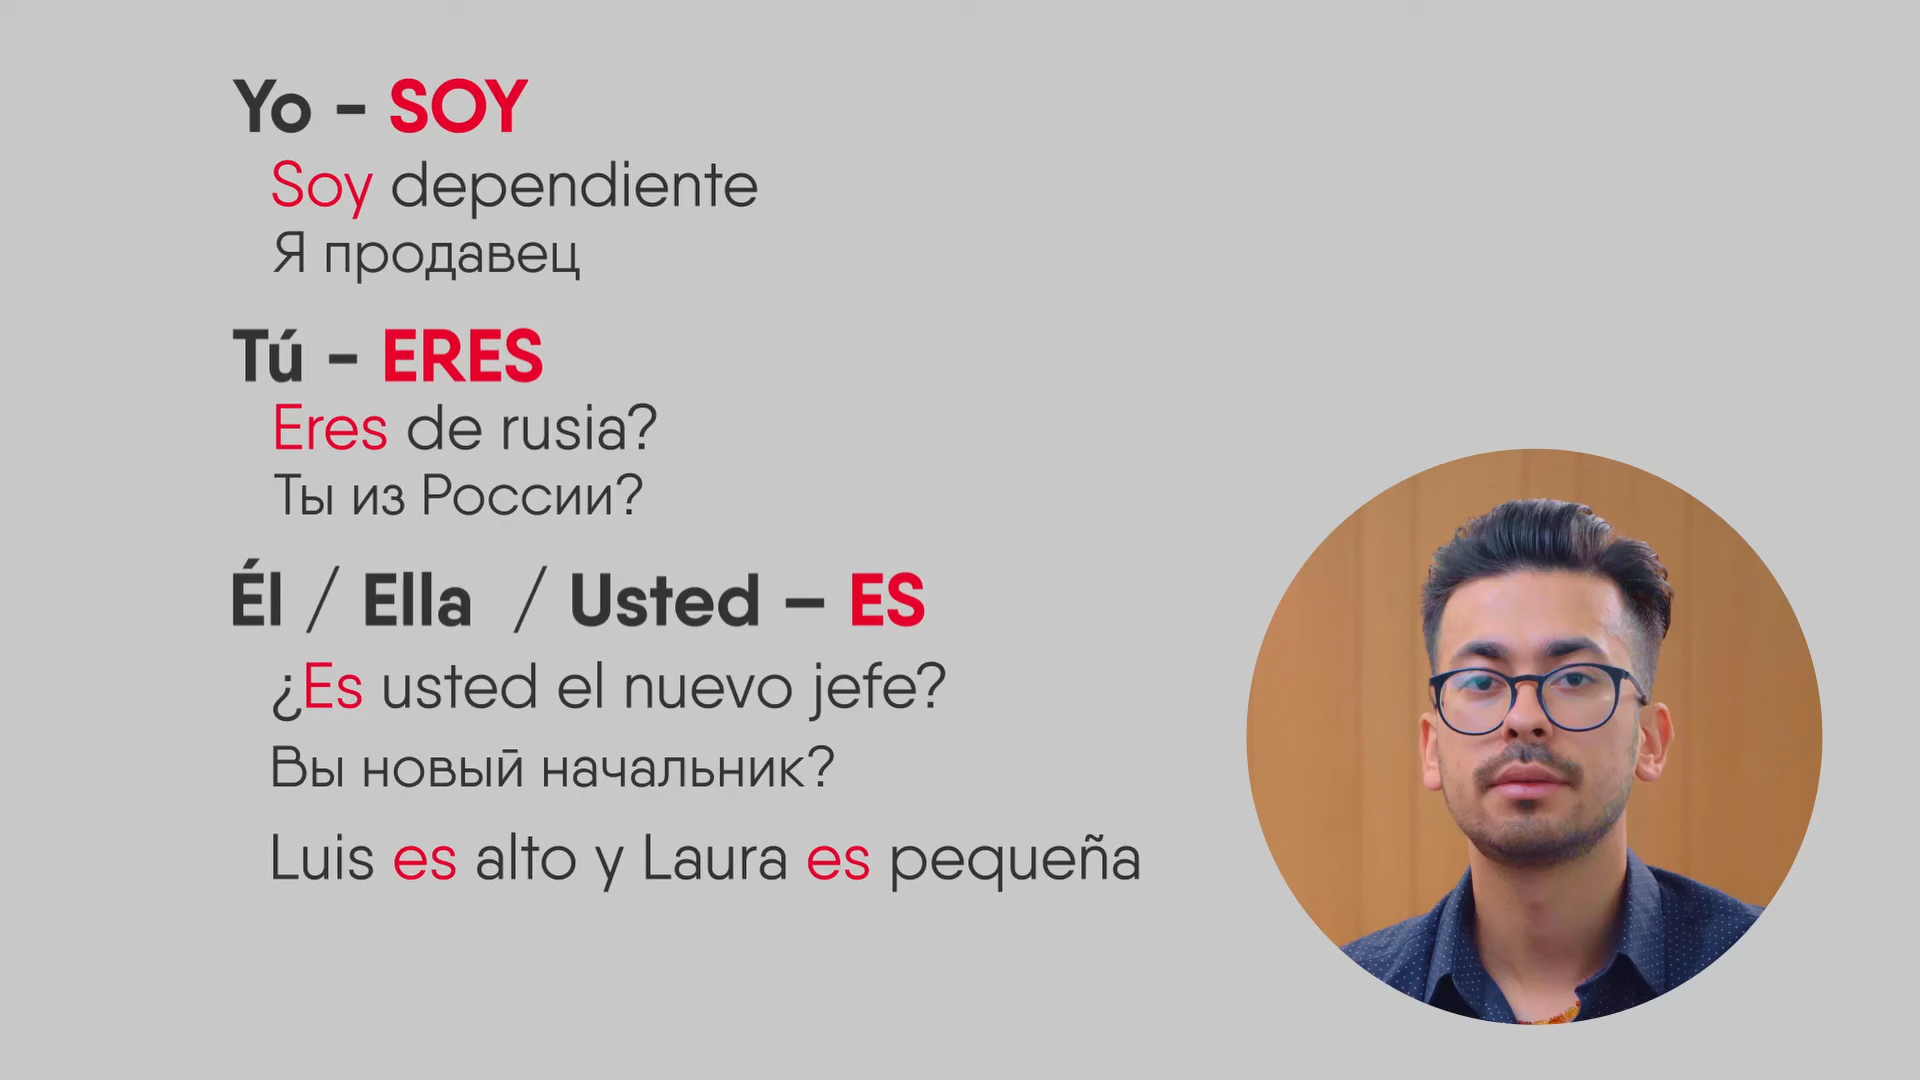 Yo - SOY
Soy dependiente
Я продавец
Tú - ERES
Eres de rusia?
Ты из России?
Él / Ella / Usted – ES
¿Es usted el nuevo jefe?
Вы новый начальник?
Luis es alto y Laura es pequeña